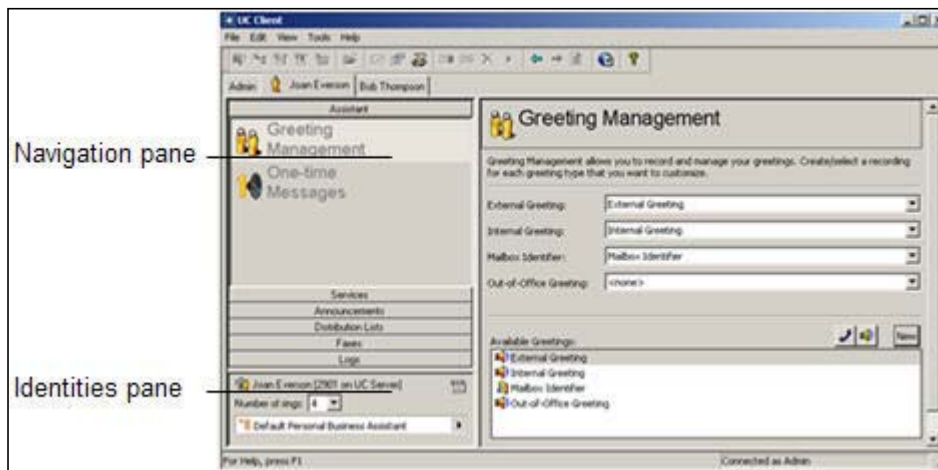 UC Client
File Edit View Tools Help
Admin Joan Everson Bob Thompson
Assistant
Greeting
Management
One-time
Messages
Services
Announcements
Distribution Lists
Faxes
Logs
Joan Everson [2901 on UC Server]
Number of rings: 4
Default Personal Business Assistant
Greeting Management
Greeting Management allows you to record and manage your greetings. Create/select a recording
for each greeting type that you want to customize.
External Greeting: External Greeting
Internal Greeting: Internal Greeting
Mailbox Identifier: Mailbox Identifier
Out-of-Office Greeting: <none>
New
Available Greetings:
External Greeting
Internal Greeting
Mailbox Identifier
Out-of-Office Greeting
For Help, press F1
Connected as Admin
Navigation pane
Identities pane